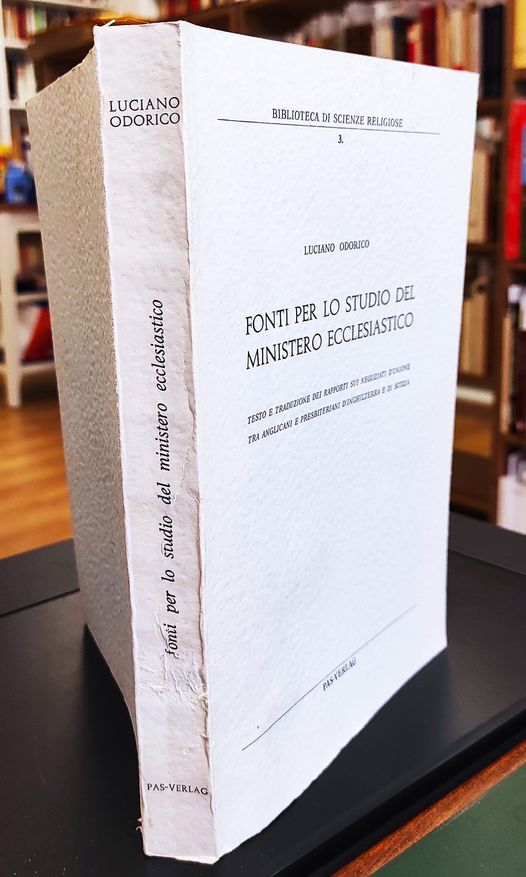 LUCIANO
ODORICO
fonti per lo studio del ministero ecclesiastico
PAS-VERLAG
BIBLIOTECA DI SCIENZE RELIGIOSE
3.
LUCIANO ODORICO
FONTI PER LO STUDIO DEL
MINISTERO ECCLESIASTICO
TESTO E TRADUZIONE DEI RAPPORTI SUI NEGOZIATI D'UNIONE
TRA ANGLICANI E PRESBITERIANI D'INGHILTERRA E DI SCOZIA
PAS-VERLAG